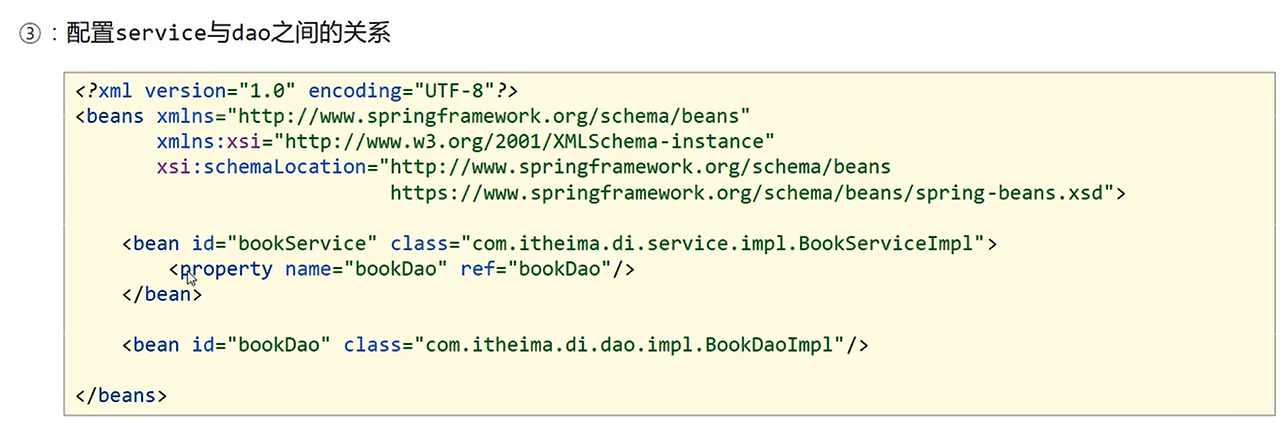 ③：配置service与dao之间的关系
<?xml version="1.0" encoding="UTF-8"?>
<beans xmlns="http://www.springframework.org/schema/beans"
xmlns:xsi="http://www.w3.org/2001/XMLSchema-instance"
xsi:schemaLocation="http://www.springframework.org/schema/beans
https://www.springframework.org/schema/beans/spring-beans.xsd">
<bean id="bookService" class="com.itheima.di.service.impl.BookServiceImpl">
<property name="bookDao" ref="bookDao"/>
</bean>
<bean id="bookDao" class="com.itheima.di.dao.impl.BookDaoImpl"/>
</beans>